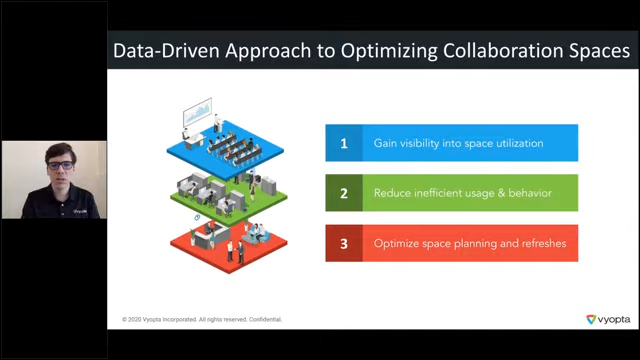 Data-Driven Approach to Optimizing Collaboration Spaces
1 Gain visibility into space utilization
2 Reduce inefficient usage & behavior
3 Optimize space planning and refreshes
© 2020 Vyopta Incorporated. All rights reserved. Confidential.
vyopta